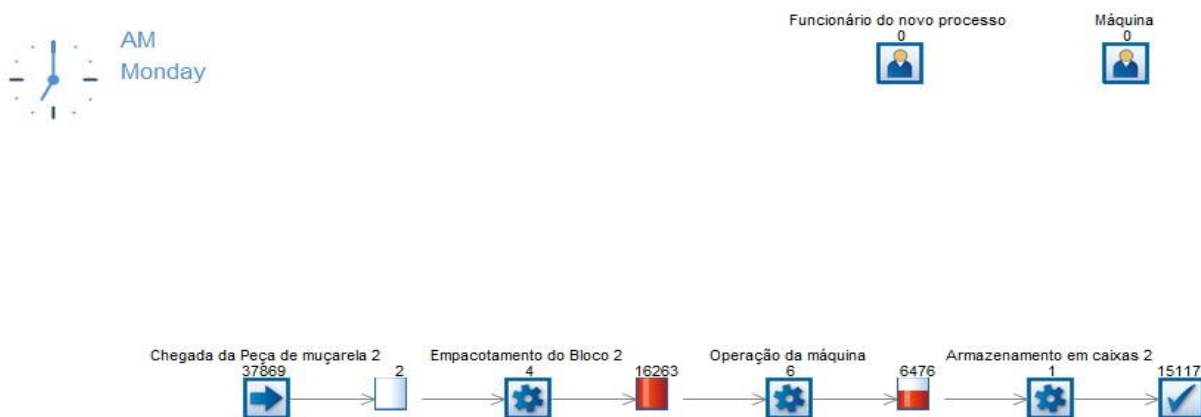 Funcionário do novo processo
0
Máquina
0
AM
Monday
Chegada da Peça de muçarela 2
37869
2
Empacotamento do Bloco 2
4
16263
Operação da máquina
6
6476
Armazenamento em caixas 2
1
15117